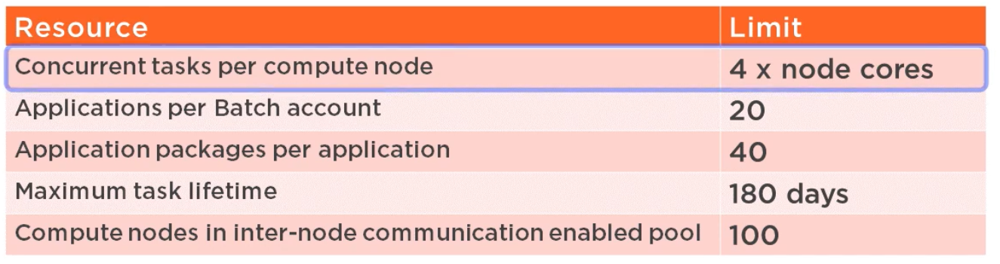 Resource Limit
Concurrent tasks per compute node 4 x node cores
Applications per Batch account 20
Application packages per application 40
Maximum task lifetime 180 days
Compute nodes in inter-node communication enabled pool 100